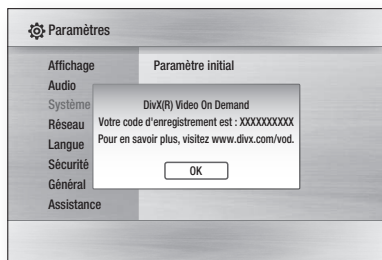 Paramètres
Affichage
Paramètre initial
Audio
Système
Réseau
Langue
Sécurité
Général
Assistance
DivX(R) Video On Demand
Votre code d'enregistrement est : XXXXXXXXXX
Pour en savoir plus, visitez www.divx.com/vod.
OK